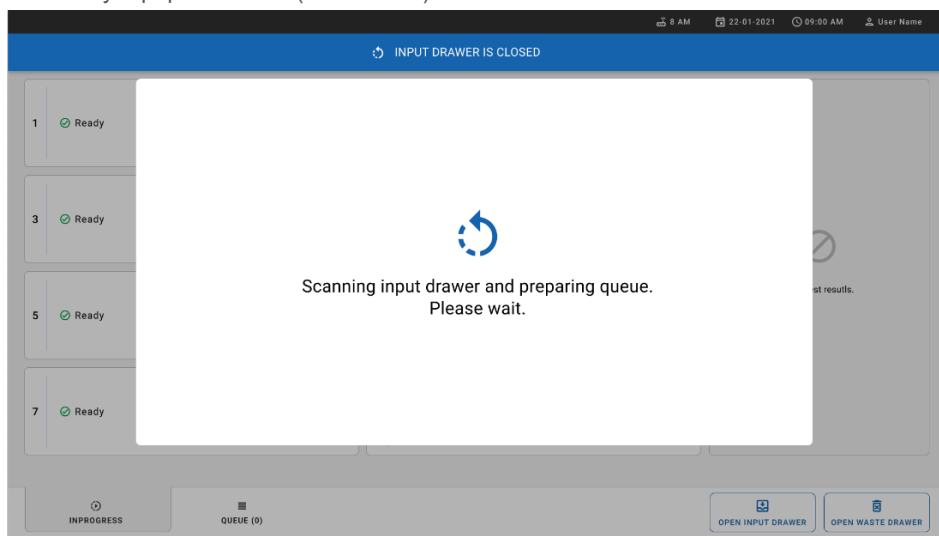 8 AM 22-01-2021 09:00 AM User Name
INPUT DRAWER IS CLOSED
1 Ready
3 Ready
5 Ready
7 Ready
Scanning input drawer and preparing queue.
Please wait.
resutls.
INPROGRESS
QUEUE (0)
OPEN INPUT DRAWER
OPEN WASTE DRAWER